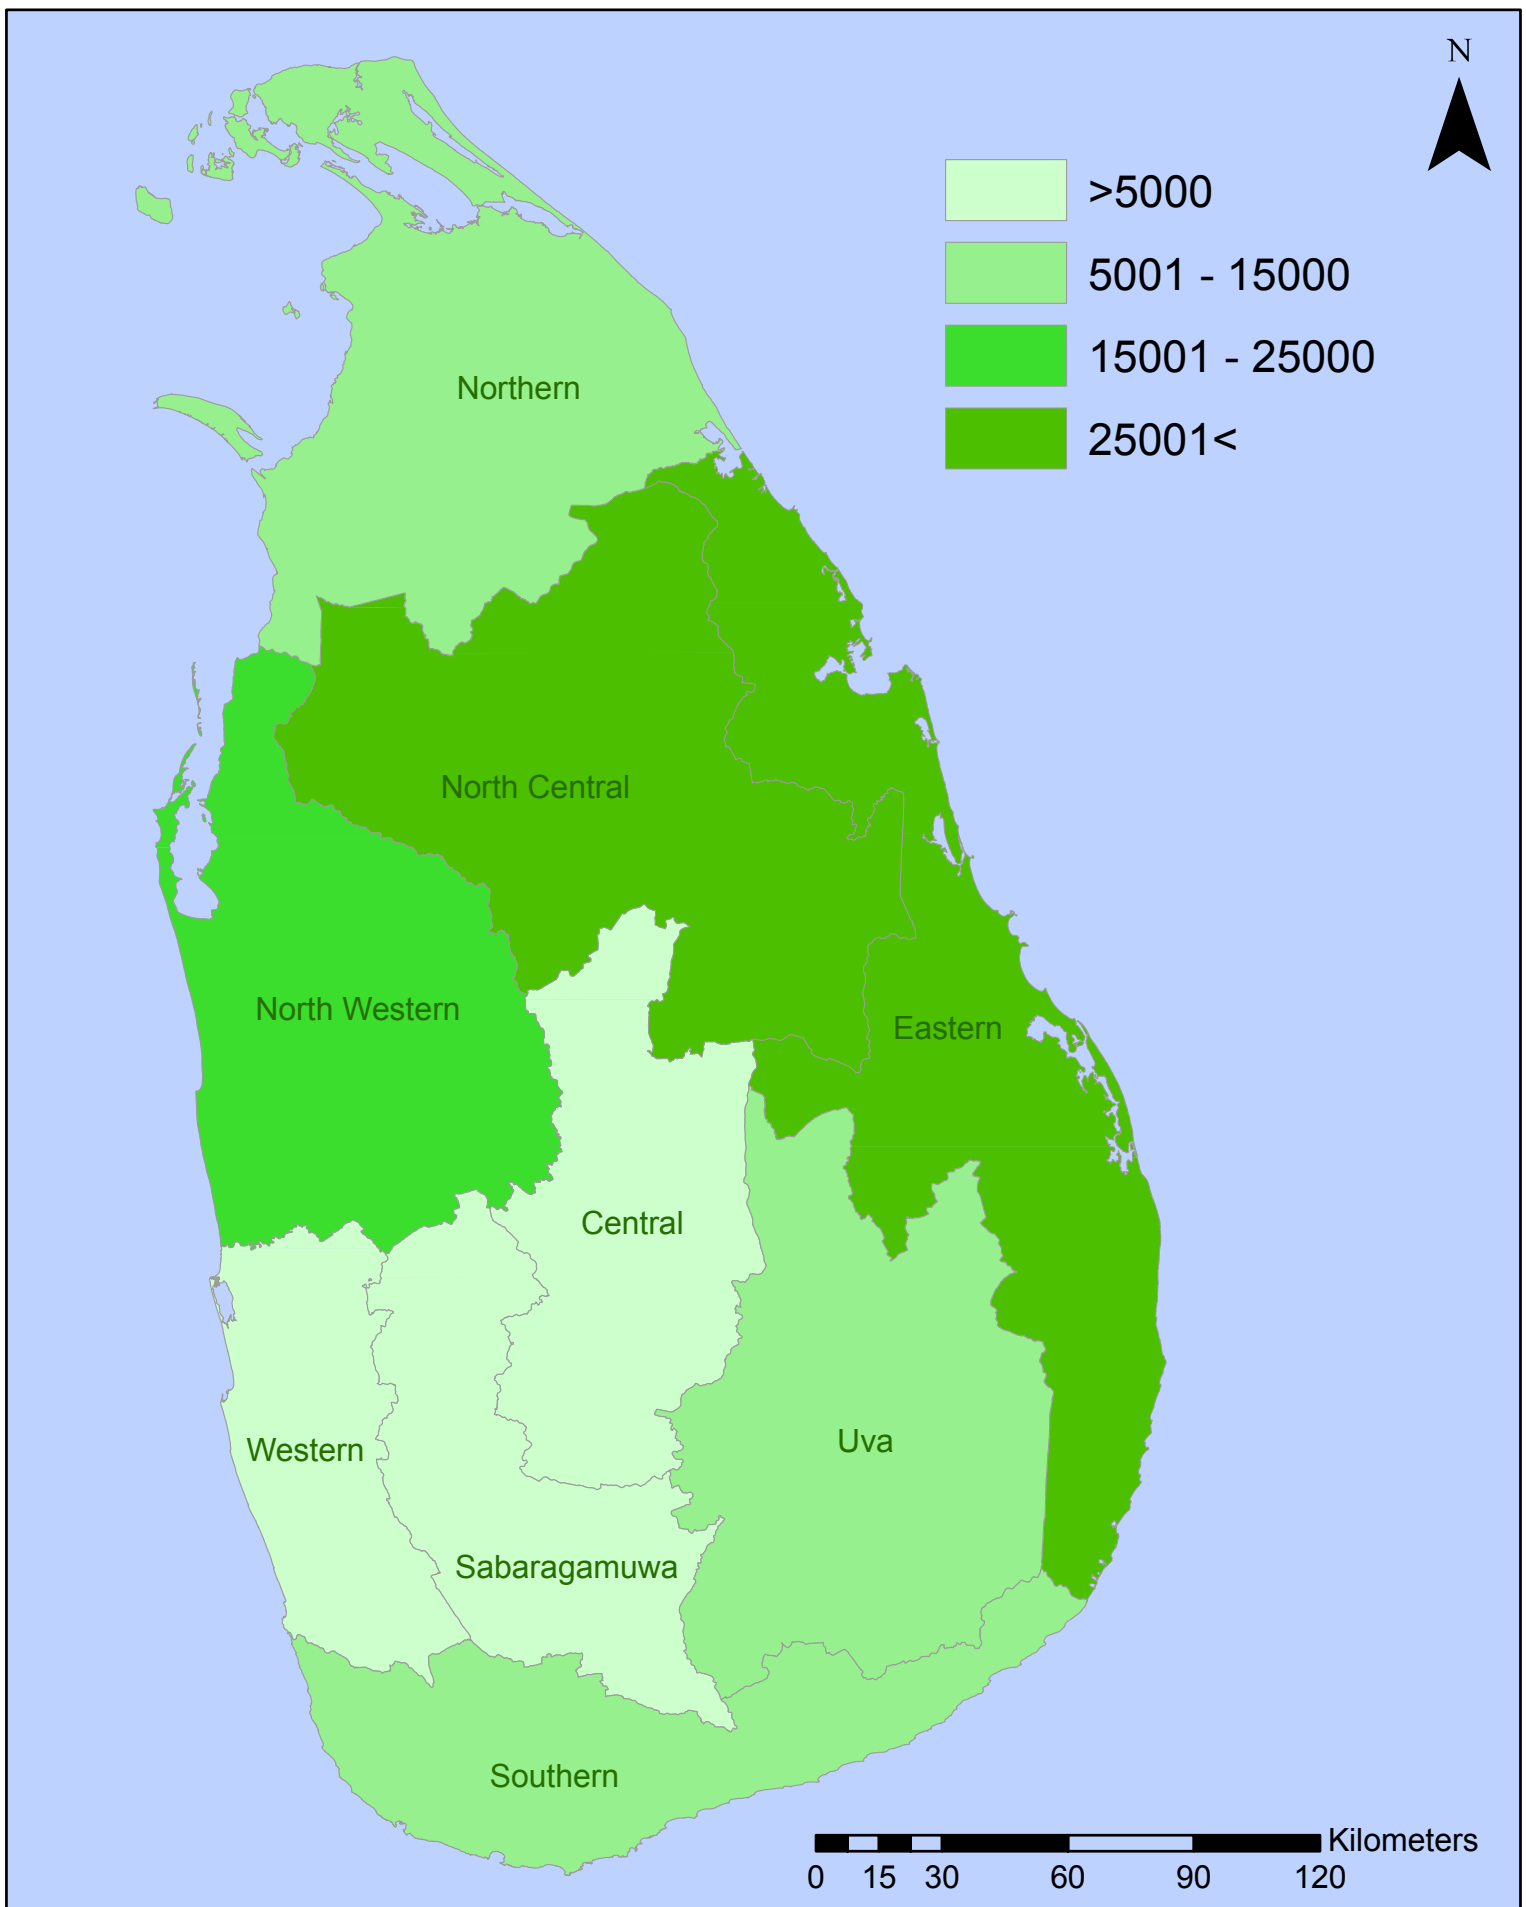 N
>5000
5001 - 15000
15001 - 25000
25001<
Northern
North Central
North Western
Eastern
Central
Western
Uva
Sabaragamuwa
Southern
Kilometers
0 15 30 60 90 120